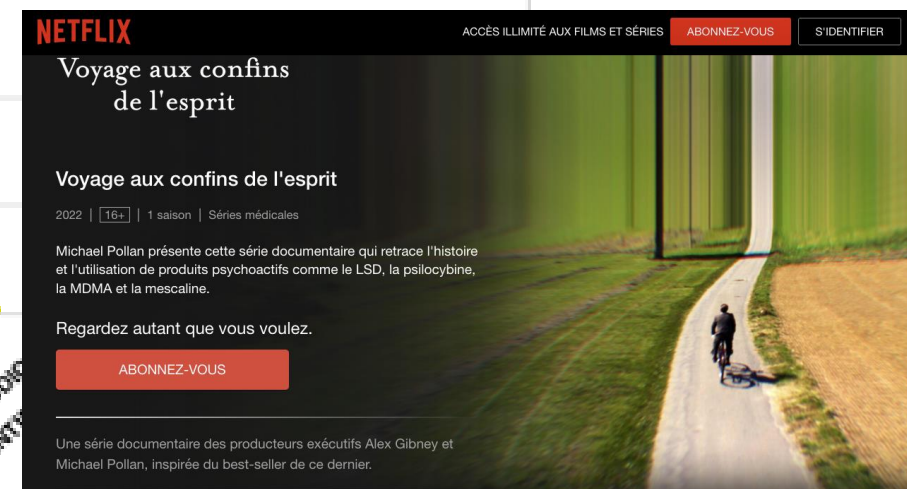 NETFLIX
ACCÈS ILLIMITÉ AUX FILMS ET SÉRIES
ABONNEZ-VOUS
S'IDENTIFIER
Voyage aux confins
de l'esprit
Voyage aux confins de l'esprit
2022 | 16+ | 1 saison | Séries médicales
Michael Pollan présente cette série documentaire qui retrace l'histoire
et l'utilisation de produits psychoactifs comme le LSD, la psilocybine,
la MDMA et la mescaline.
Regardez autant que vous voulez.
ABONNEZ-VOUS
Une série documentaire des producteurs exécutifs Alex Gibney et
Michael Pollan, inspirée du best-seller de ce dernier.